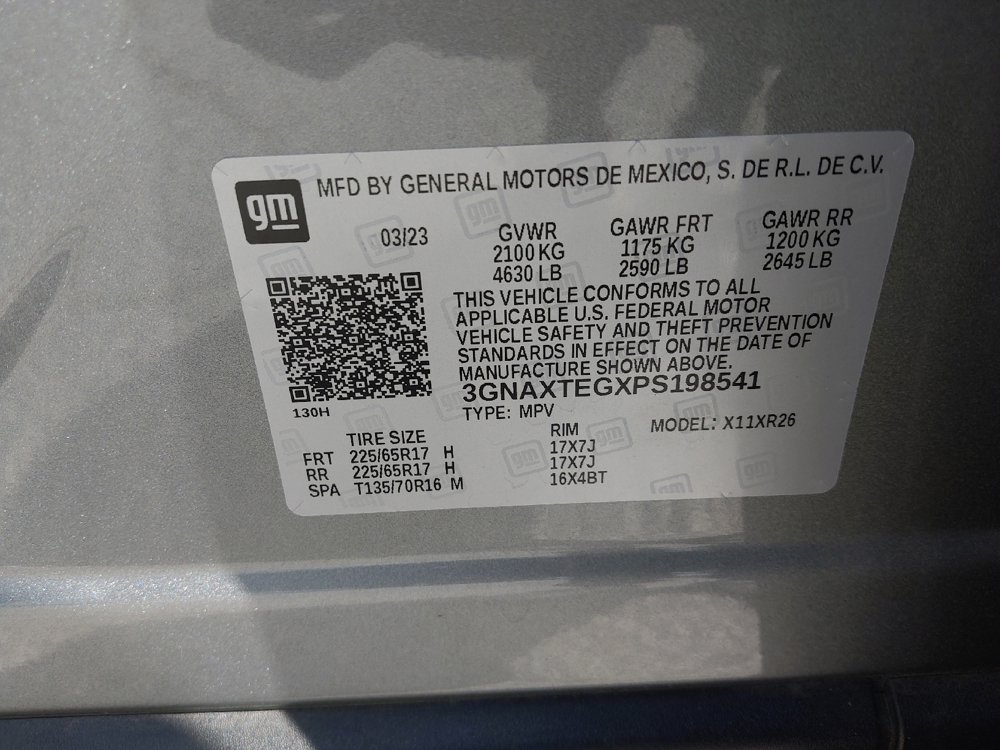 gm
MFD BY GENERAL MOTORS DE MEXICO, S. DE R.L. DE C.V.
03/23
GVWR GAWR FRT GAWR RR
2100 KG 1175 KG 1200 KG
4630 LB 2590 LB 2645 LB
THIS VEHICLE CONFORMS TO ALL
APPLICABLE U.S. FEDERAL MOTOR
VEHICLE SAFETY AND THEFT PREVENTION
STANDARDS IN EFFECT ON THE DATE OF
MANUFACTURE SHOWN ABOVE.
3GNAXTEGXPS198541
130H
TYPE: MPV MODEL: X11XR26
TIRE SIZE RIM
FRT 225/65R17 H 17X7J
RR 225/65R17 H 17X7J
SPA T135/70R16 M 16X4BT